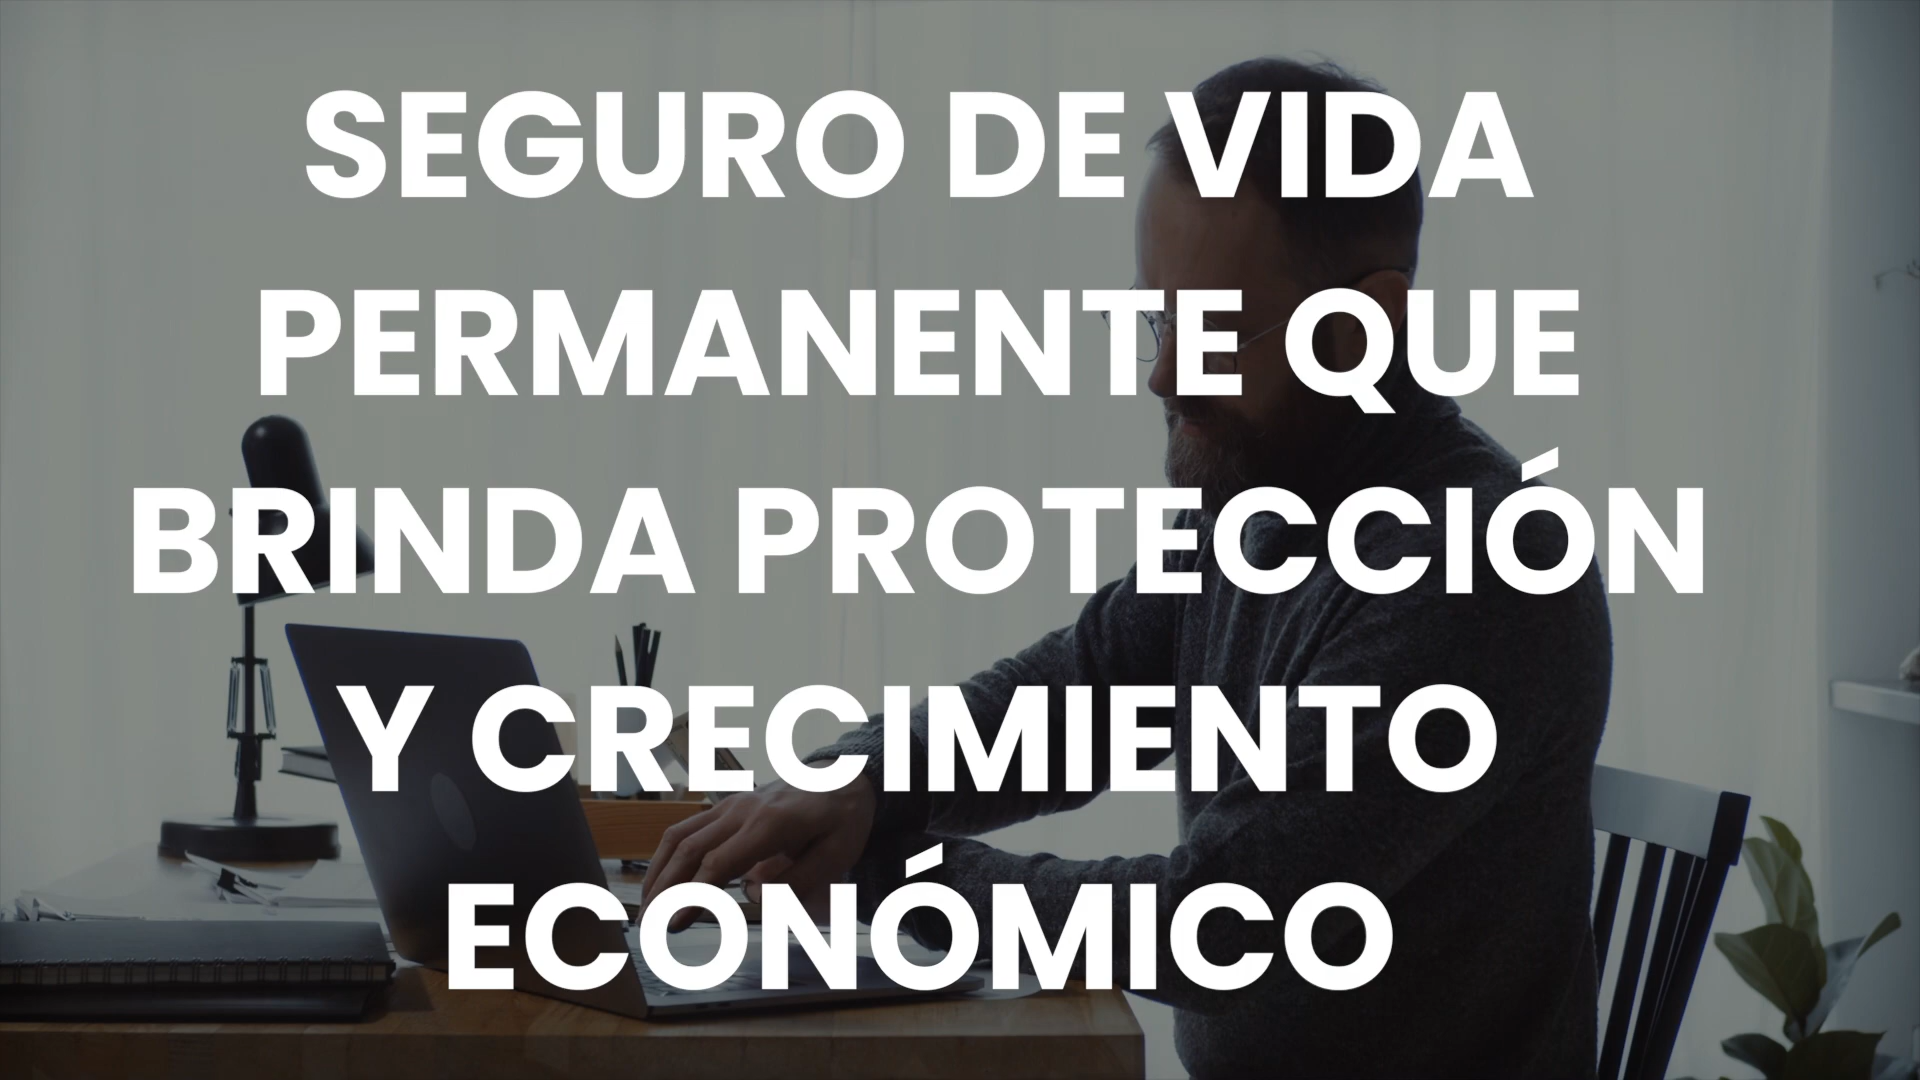 SEGURO DE VIDA
PERMANENTE QUE
BRINDA PROTECCIÓN
Y CRECIMIENTO
ECONÓMICO